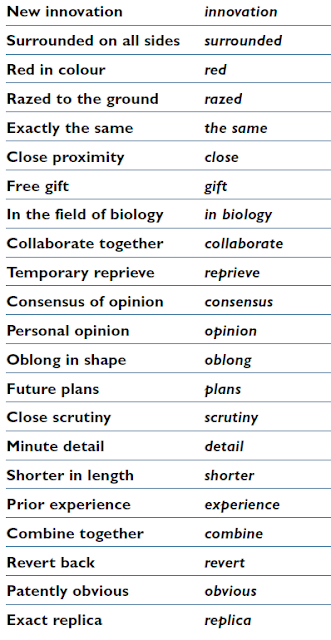 New innovation innovation
Surrounded on all sides surrounded
Red in colour red
Razed to the ground razed
Exactly the same the same
Close proximity close
Free gift gift
In the field of biology in biology
Collaborate together collaborate
Temporary reprieve reprieve
Consensus of opinion consensus
Personal opinion opinion
Oblong in shape oblong
Future plans plans
Close scrutiny scrutiny
Minute detail detail
Shorter in length shorter
Prior experience experience
Combine together combine
Revert back revert
Patently obvious obvious
Exact replica replica